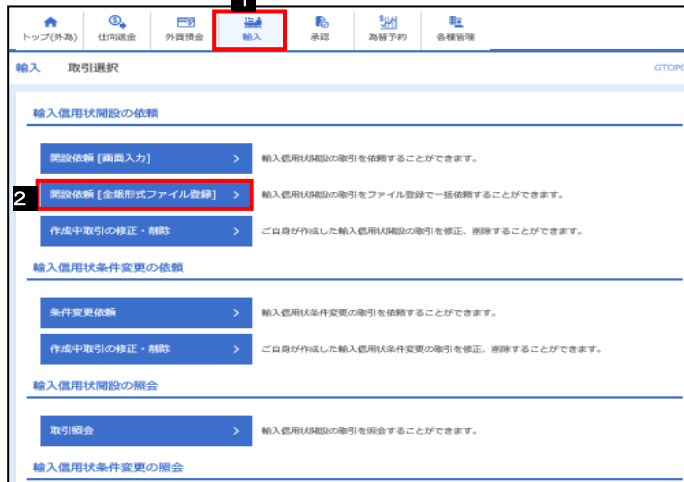 1
トップ(外為) 仕向送金 外貨預金 輸入 承認 為替予約 各種管理
輸入 取引選択 GTOPC
輸入信用状開設の依頼
開設依頼 [画面入力] > 輸入信用状開設の取引を依頼することができます。
2 開設依頼 [全銀形式ファイル登録] > 輸入信用状開設の取引をファイル登録で一括依頼することができます。
作成中取引の修正・削除 > ご自身が作成した輸入信用状開設の取引を修正、削除することができます。
輸入信用状条件変更の依頼
条件変更依頼 > 輸入信用状条件変更の取引を依頼することができます。
作成中取引の修正・削除 > ご自身が作成した輸入信用状条件変更の取引を修正、削除することができます。
輸入信用状開設の照会
取引照会 > 輸入信用状開設の取引を照会することができます。
輸入信用状条件変更の照会